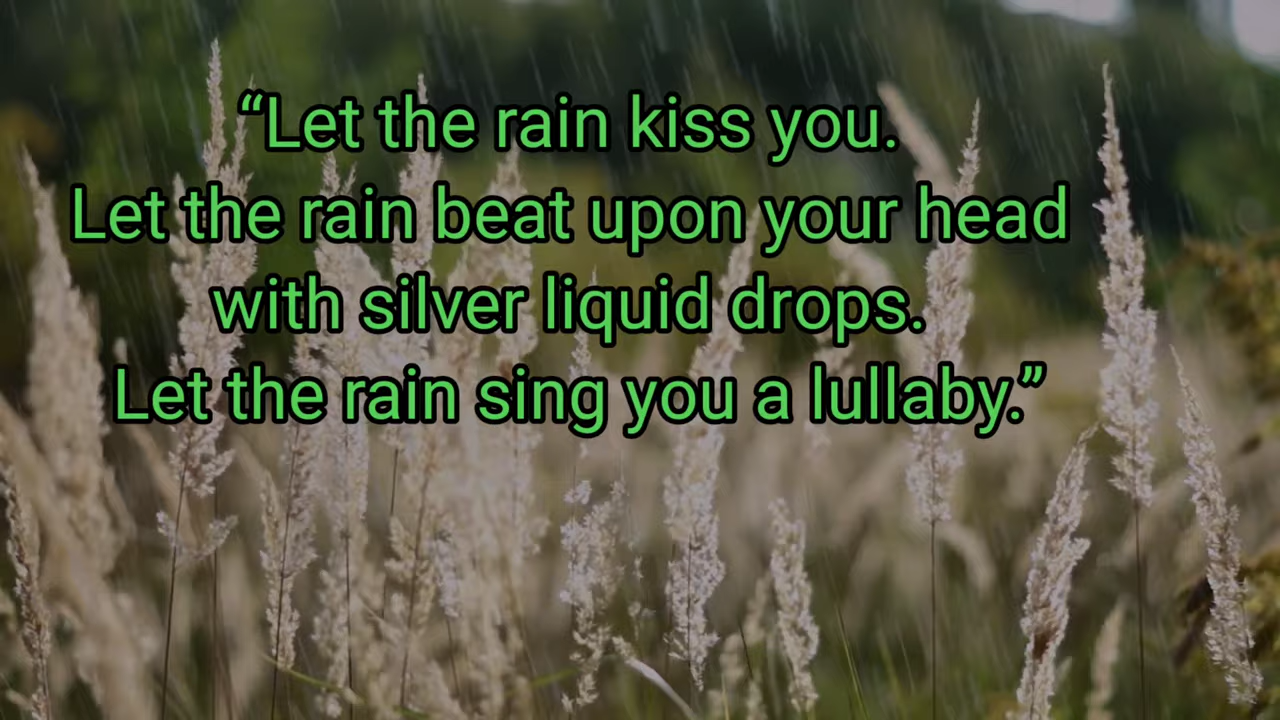 “Let the rain kiss you.
Let the rain beat upon your head
with silver liquid drops.
Let the rain sing you a lullaby.”